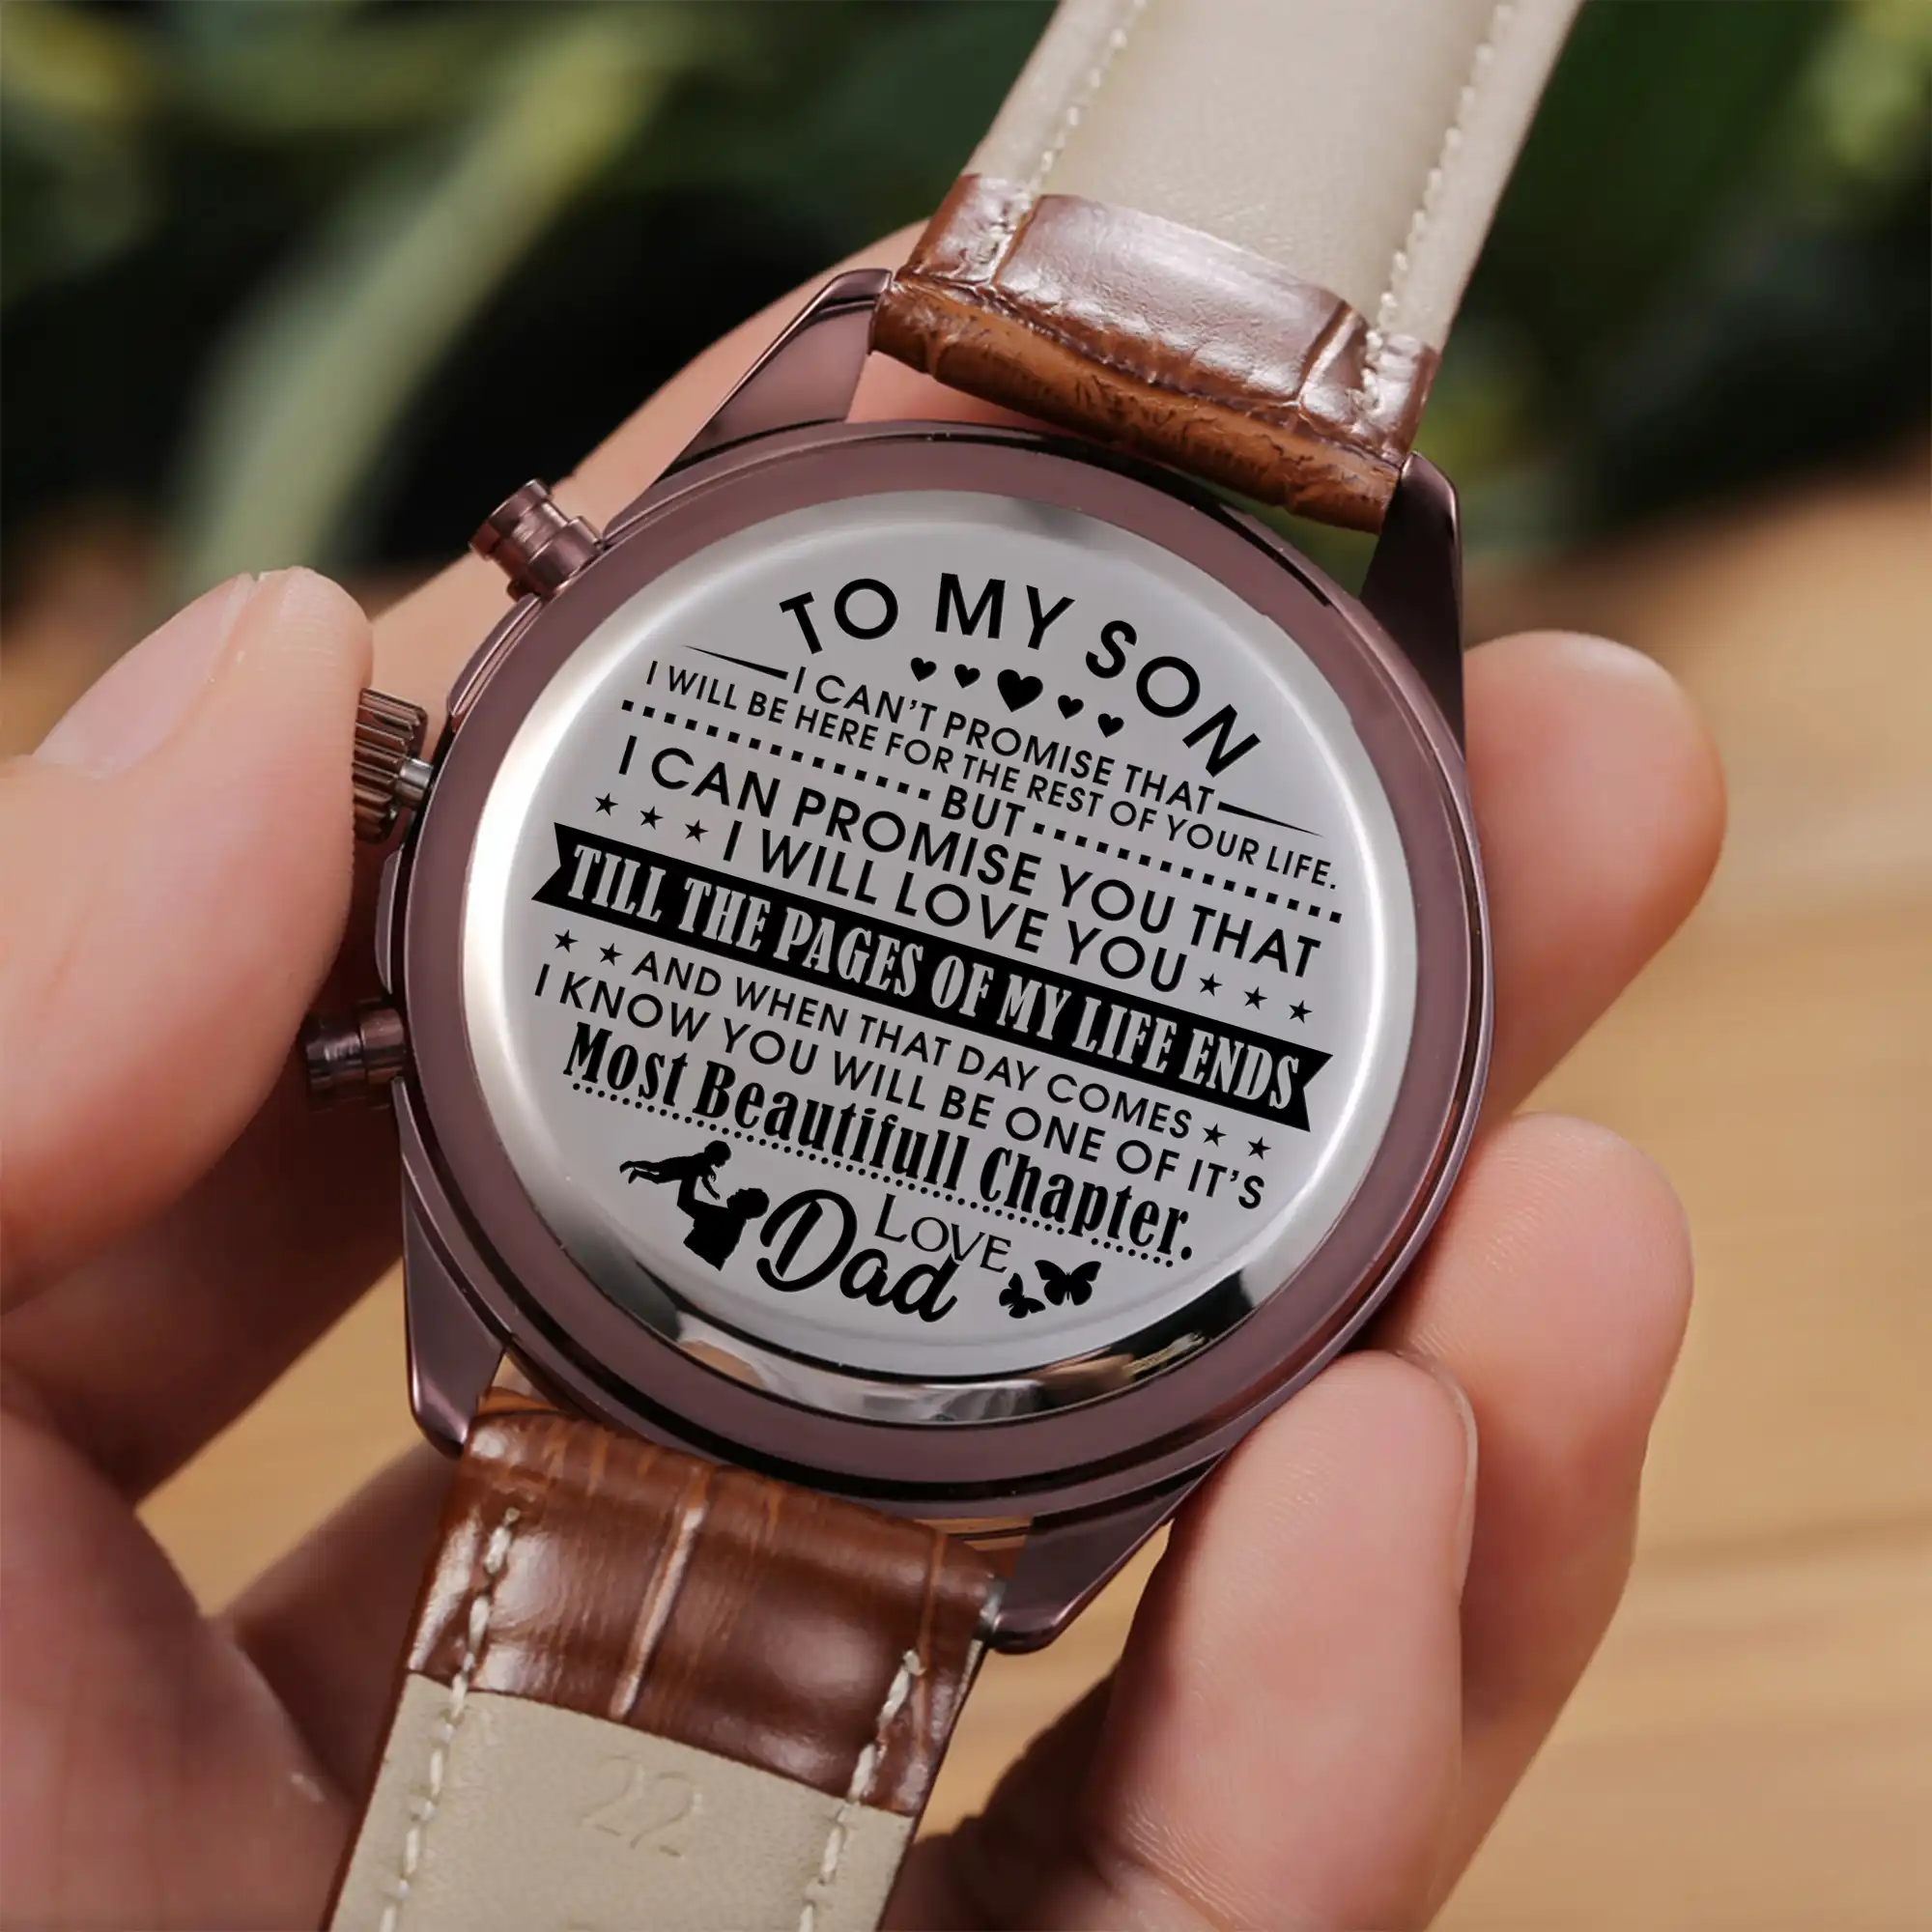 TO MY SON
I CAN'T PROMISE THAT
I WILL BE HERE FOR THE REST OF YOUR LIFE.
BUT
I CAN PROMISE YOU THAT
I WILL LOVE YOU
TILL THE PAGES OF MY LIFE ENDS
AND WHEN THAT DAY COMES
I KNOW YOU WILL BE ONE OF IT'S
Most Beautifull Chapter.
LOVE,
Dad
22